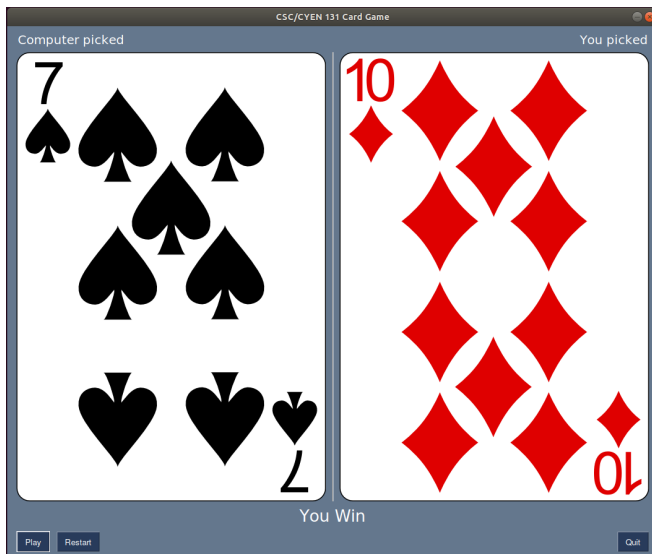 CSC/CYEN 131 Card Game
Computer picked
You picked
7
10
7
10
You Win
Play
Restart
Quit